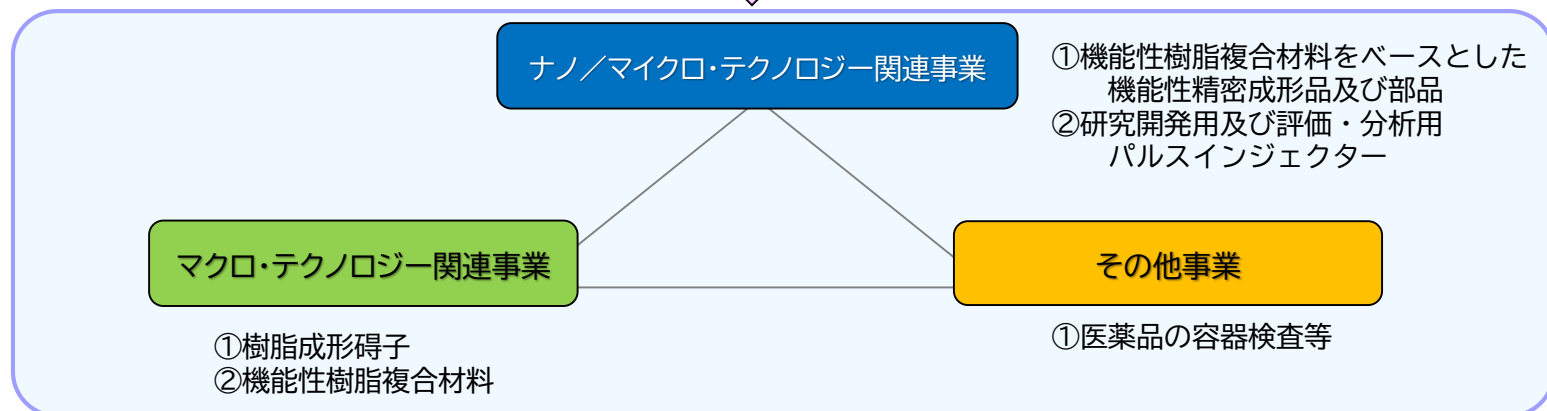 ナノ／マイクロ・テクノロジー関連事業
①機能性樹脂複合材料をベースとした
機能性精密成形品及び部品
②研究開発用及び評価・分析用
パルスインジェクター
マクロ・テクノロジー関連事業
①樹脂成形碍子
②機能性樹脂複合材料
その他事業
①医薬品の容器検査等